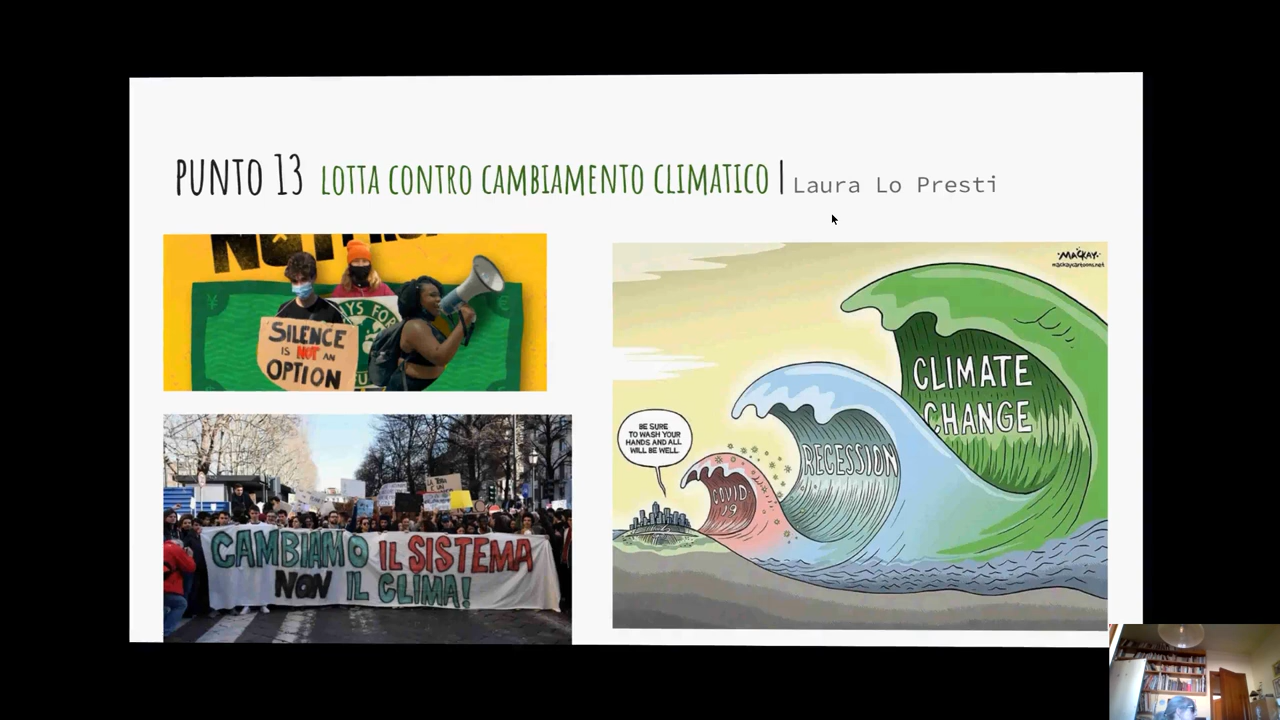 PUNTO 13 LOTTA CONTRO CAMBIAMENTO CLIMATICO | Laura Lo Presti
SILENCE
IS NOT AN
OPTION
CAMBIAMO IL SISTEMA
NON IL CLIMA!
MACKAY
mackaycartoons.net
CLIMATE
CHANGE
RECESSION
COVID
19
BE SURE
TO WASH YOUR
HANDS AND ALL
WILL BE WELL.